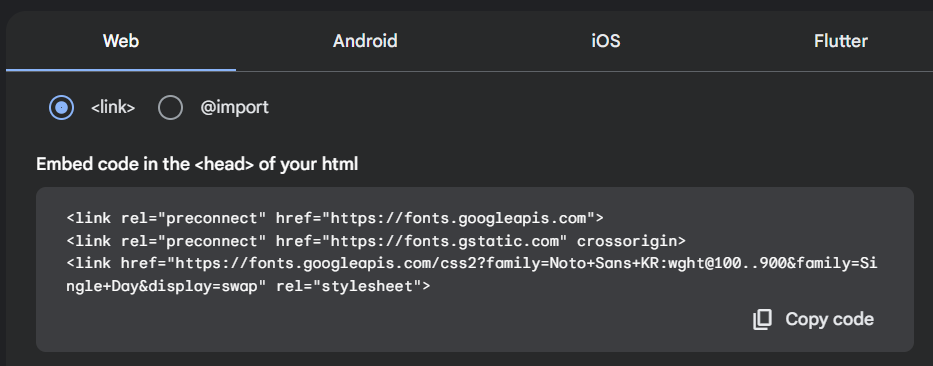 Web Android iOS Flutter
<link> @import
Embed code in the <head> of your html
<link rel="preconnect" href="https://fonts.googleapis.com">
<link rel="preconnect" href="https://fonts.gstatic.com" crossorigin>
<link href="https://fonts.googleapis.com/css2?family=Noto+Sans+KR:wght@100..900&family=Si
ngle+Day&display=swap" rel="stylesheet">
Copy code